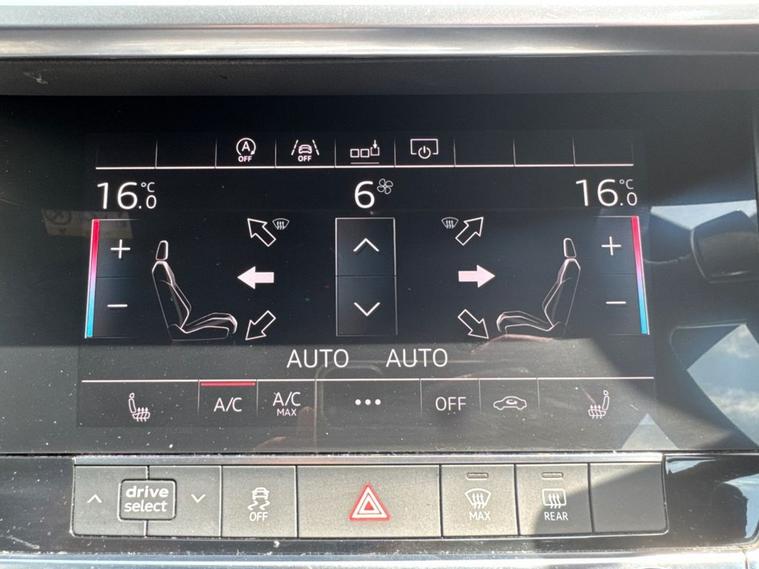 A OFF OFF
16.0 °C 6 16.0 °C
+ +
− −
AUTO AUTO
A/C A/C MAX ••• OFF
drive select OFF MAX REAR